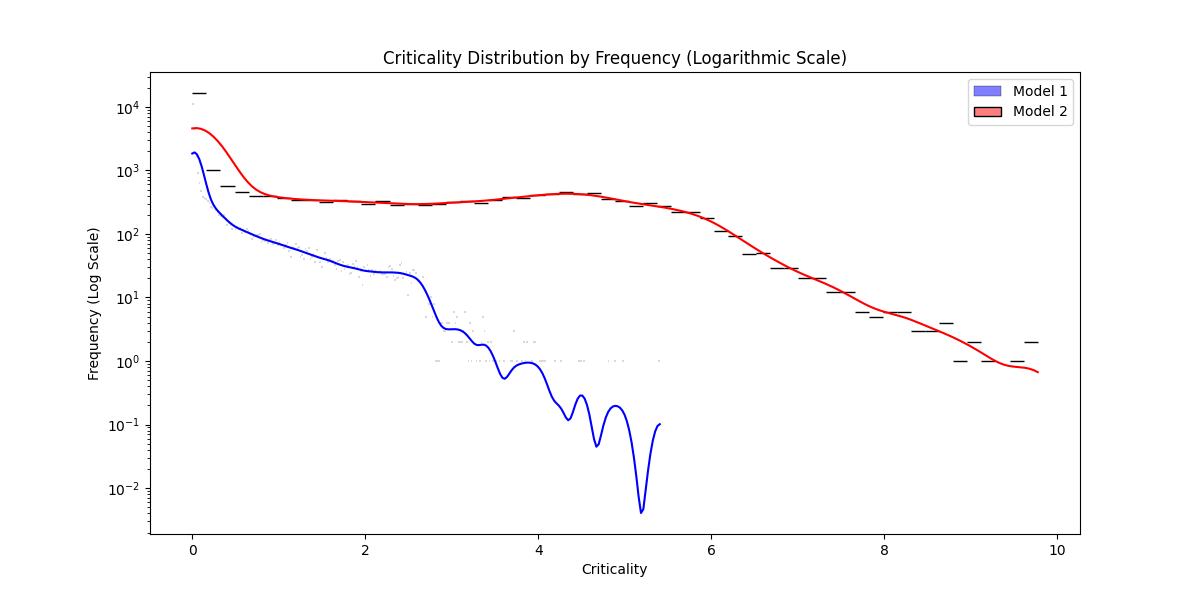 Criticality Distribution by Frequency (Logarithmic Scale)
Model 1
Model 2
Frequency (Log Scale)
10^4
10^3
10^2
10^1
10^0
10^−1
10^−2
0 2 4 6 8 10
Criticality